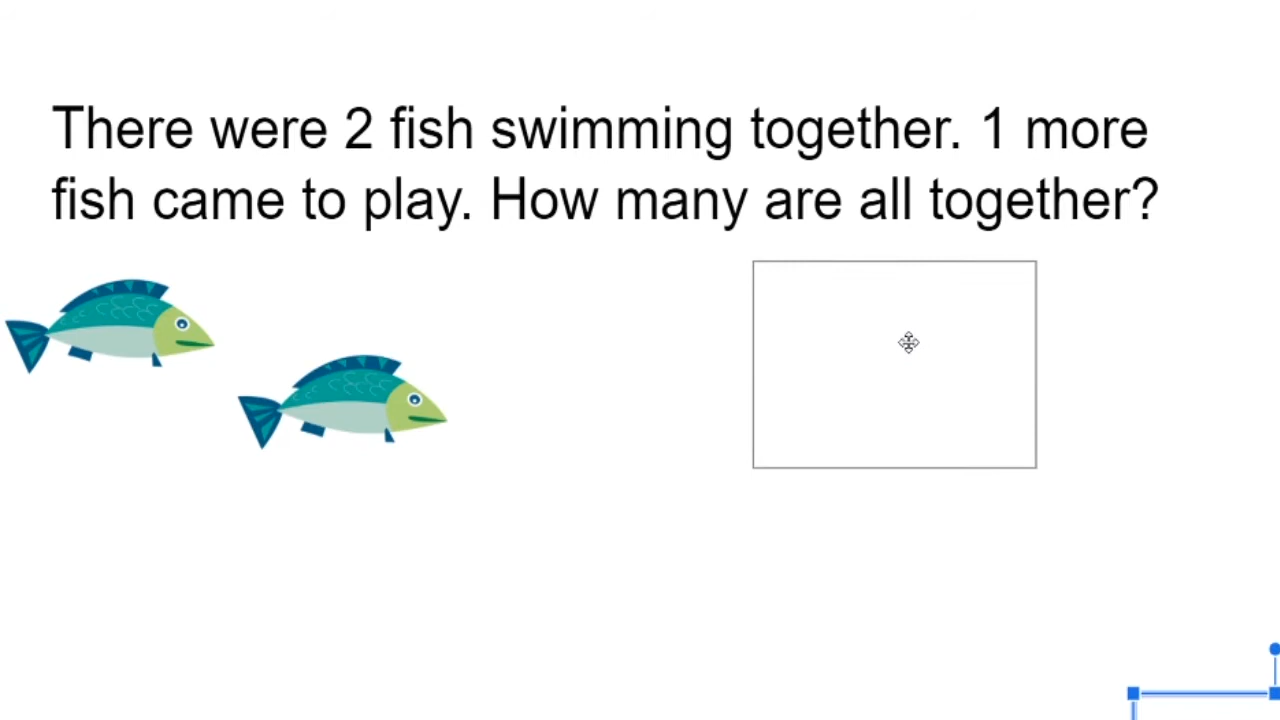 There were 2 fish swimming together. 1 more
fish came to play. How many are all together?